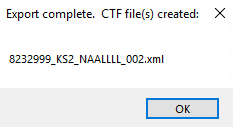 Export complete.  CTF file(s) created:
8232999_KS2_NAALLLL_002.xml
OK